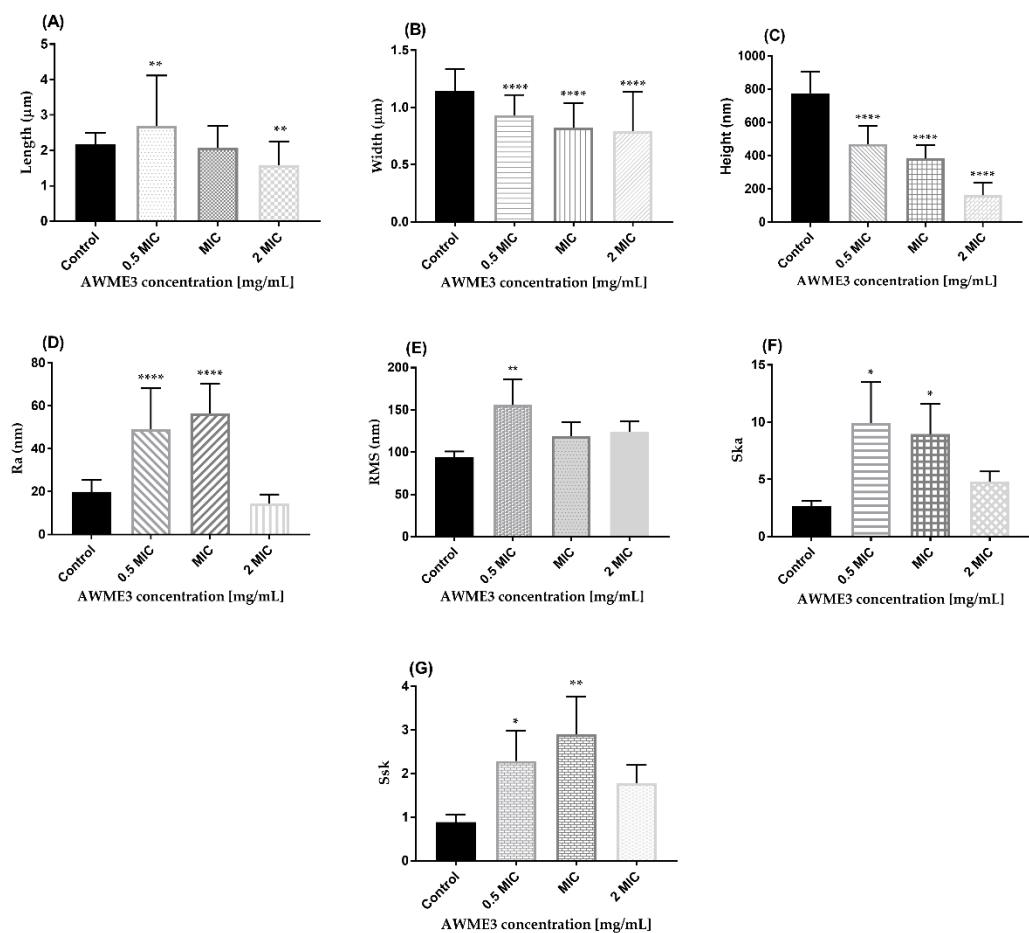 (A)
Length (µm)
5
4
3
2
1
0
**
**
Control
0.5 MIC
MIC
2 MIC
AWME3 concentration [mg/mL]
(B)
Width (µm)
1.5
1.0
0.5
0.0
****
****
****
Control
0.5 MIC
MIC
2 MIC
AWME3 concentration [mg/mL]
(C)
Height (nm)
1000
800
600
400
200
0
****
****
****
Control
0.5 MIC
MIC
2 MIC
AWME3 concentration [mg/mL]
(D)
Ra (nm)
80
60
40
20
0
****
****
Control
0.5 MIC
MIC
2 MIC
AWME3 concentration [mg/mL]
(E)
RMS (nm)
200
150
100
50
0
**
Control
0.5 MIC
MIC
2 MIC
AWME3 concentration [mg/mL]
(F)
Ska
15
10
5
0
*
*
Control
0.5 MIC
MIC
2 MIC
AWME3 concentration [mg/mL]
(G)
Ssk
4
3
2
1
0
*
**
Control
0.5 MIC
MIC
2 MIC
AWME3 concentration [mg/mL]